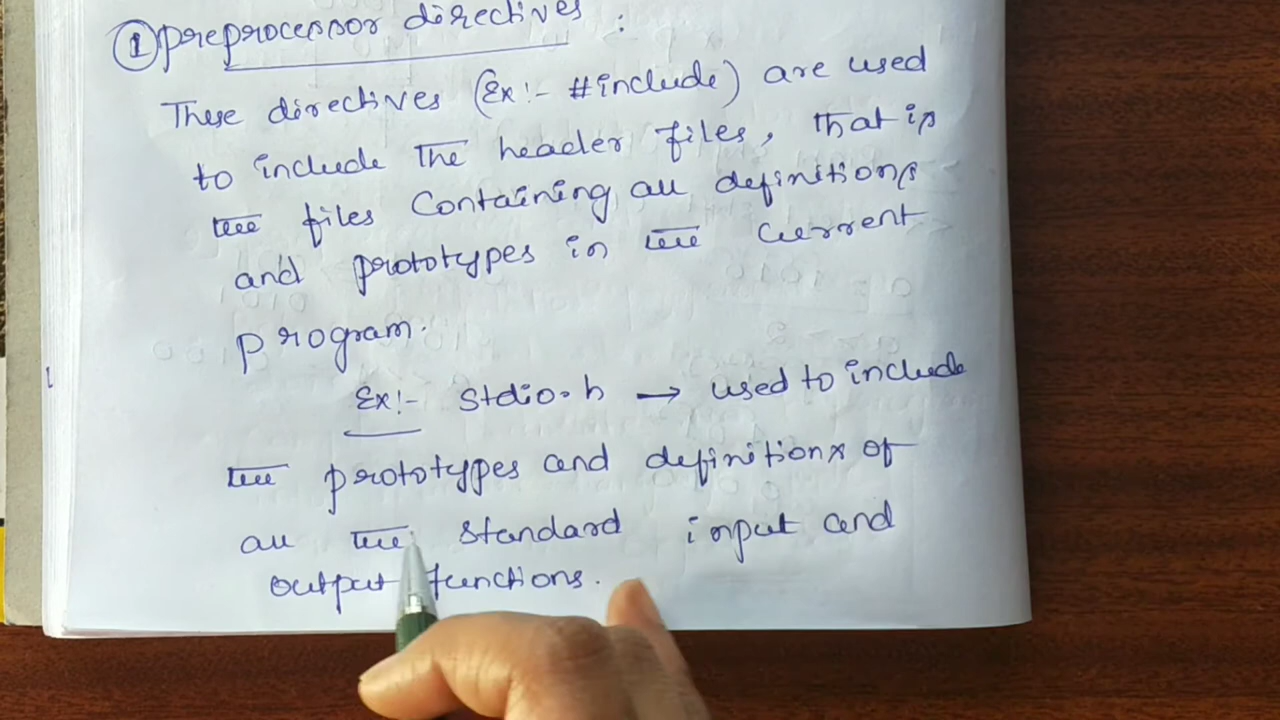 ① preprocessor directives :
These directives (Ex:- #include) are used
to include the header files, that is
the files containing all definitions
and prototypes in the current
program.
Ex:- stdio.h → used to include
the prototypes and definitions of
all the standard input and
output functions.